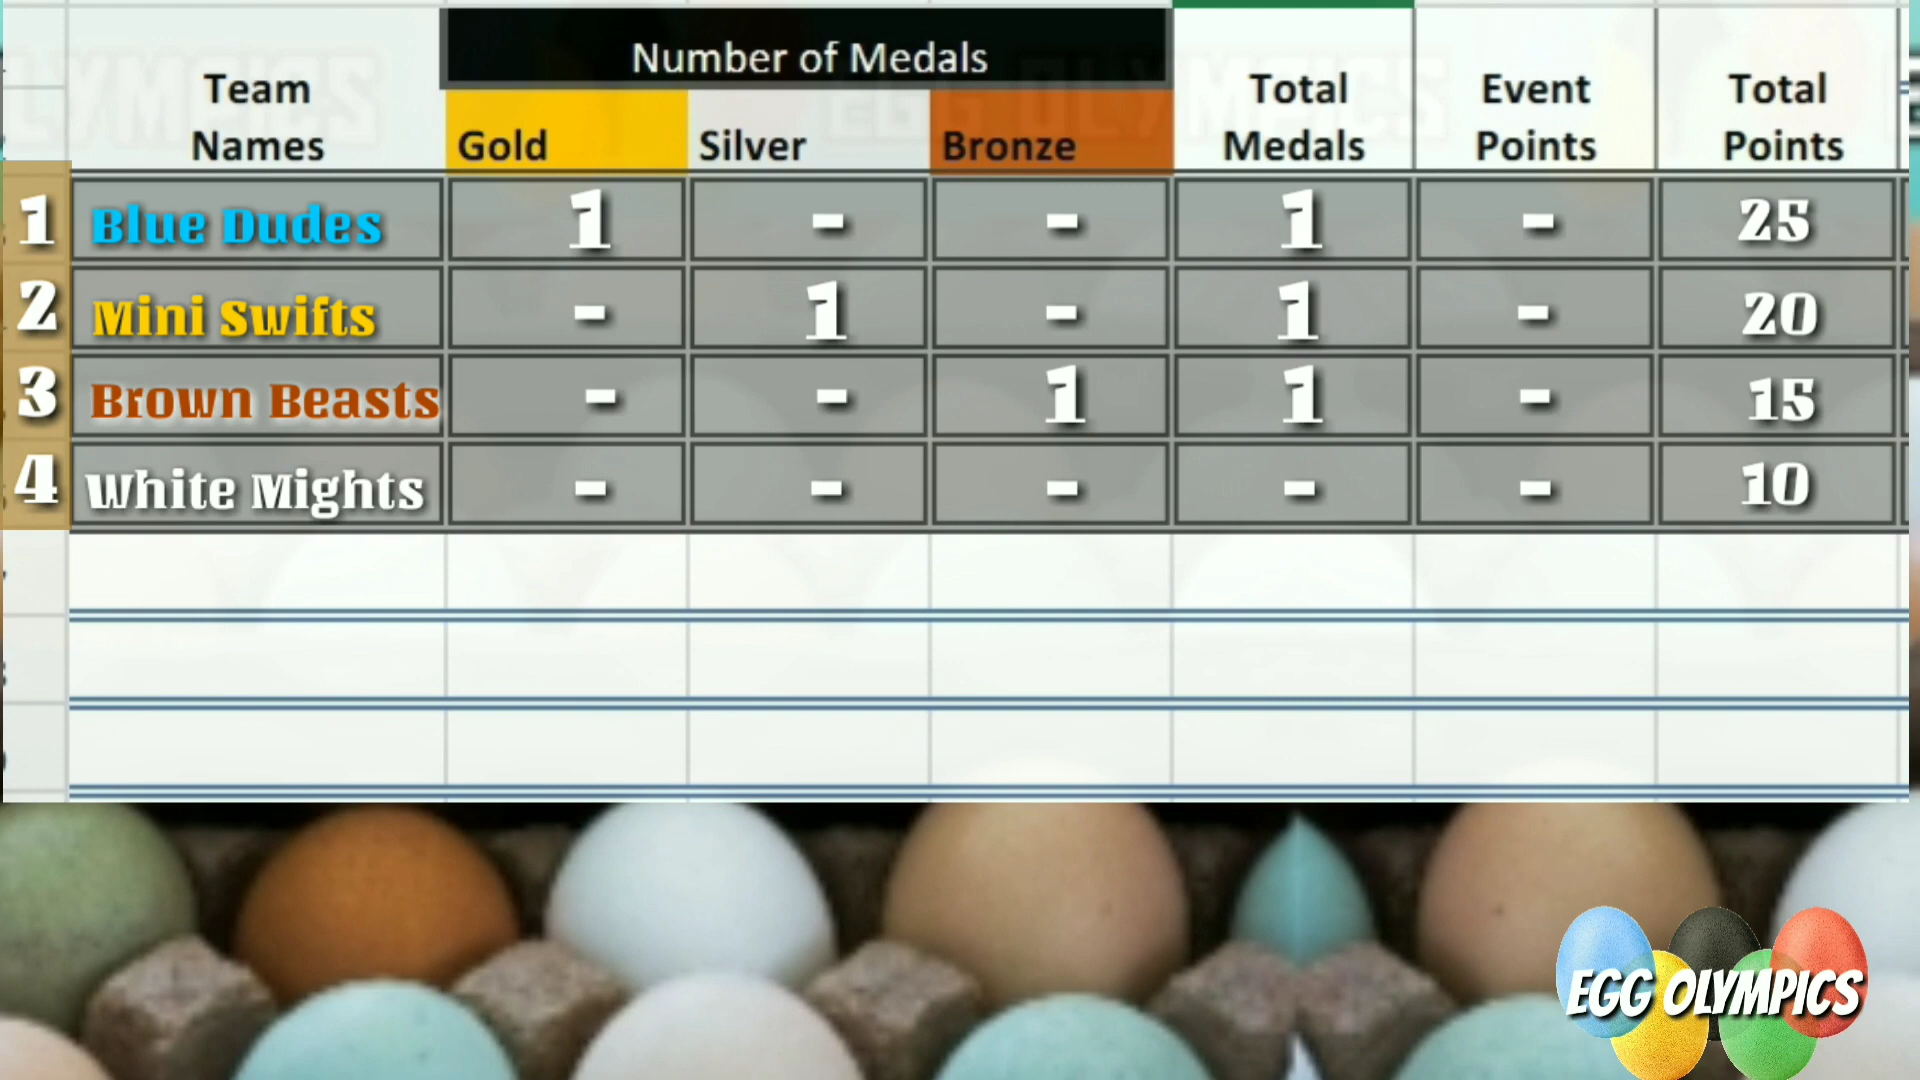 Number of Medals
Team Names
Gold
Silver
Bronze
Total Medals
Event Points
Total Points
1 Blue Dudes 1 - - 1 - 25
2 Mini Swifts - 1 - 1 - 20
3 Brown Beasts - - 1 1 - 15
4 White Mights - - - - - 10
EGG OLYMPICS